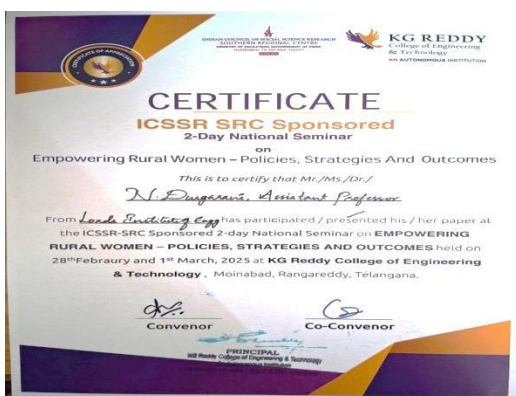 CERTIFICATE OF APPRECIATION
INDIAN COUNCIL OF SOCIAL SCIENCE RESEARCH
SOUTHERN REGIONAL CENTRE
KG REDDY
College of Engineering
& Technology
AN AUTONOMOUS INSTITUTION
CERTIFICATE
ICSSR SRC Sponsored
2-Day National Seminar
on
Empowering Rural Women – Policies, Strategies And Outcomes
This is to certify that Mr./Ms./Dr./
N. Durgarani, Assistant Professor
From Lords Institute of Engg has participated / presented his / her paper at
the ICSSR-SRC Sponsored 2-day National Seminar on EMPOWERING
RURAL WOMEN – POLICIES, STRATEGIES AND OUTCOMES held on
28thFebraury and 1st March, 2025 at KG Reddy College of Engineering
& Technology, Moinabad, Rangareddy, Telangana.
Convenor
Co-Convenor
PRINCIPAL
KG Reddy College of Engineering & Technology